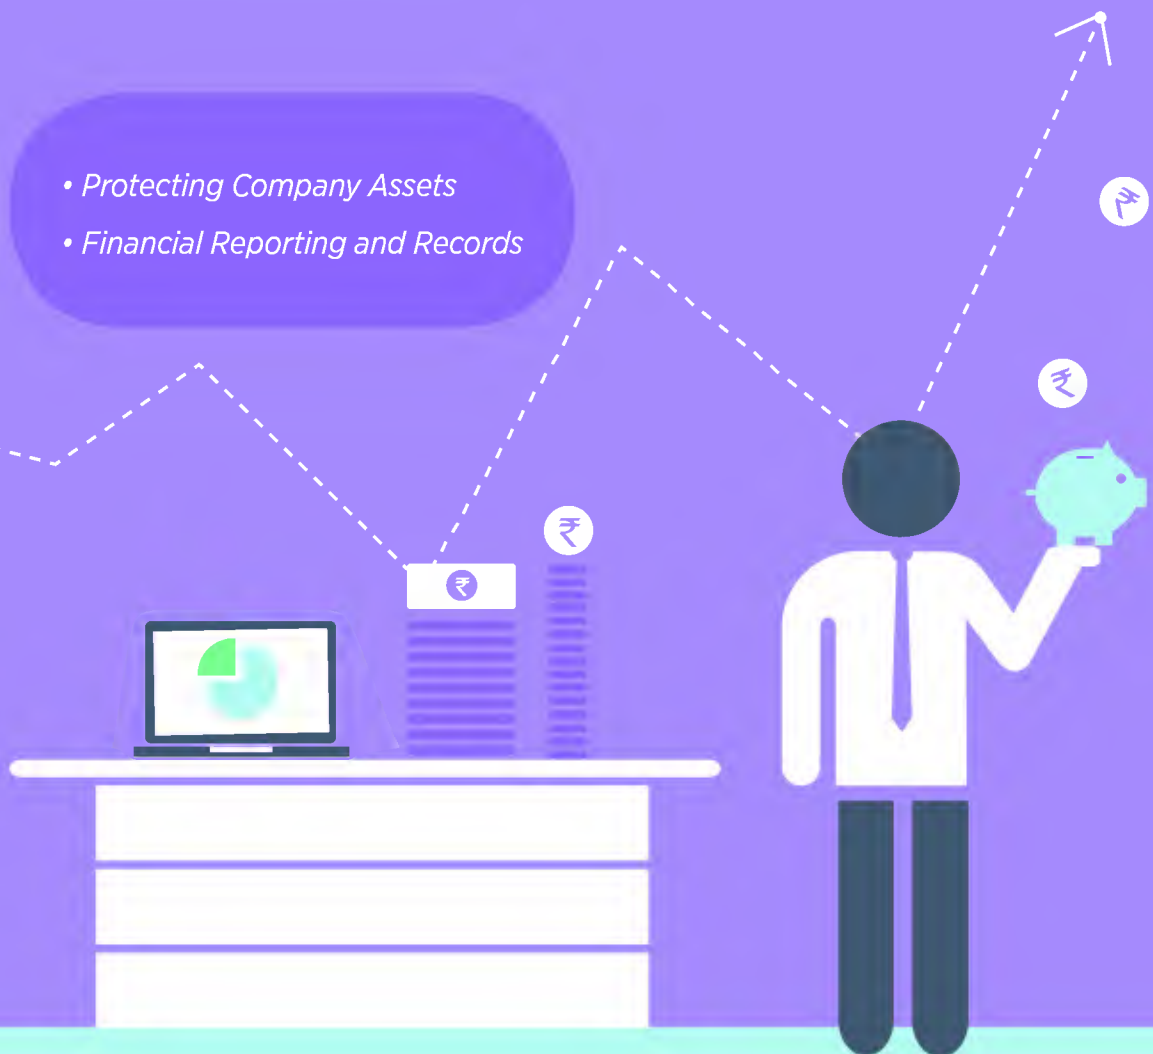 • Protecting Company Assets
• Financial Reporting and Records
₹
₹
₹
₹